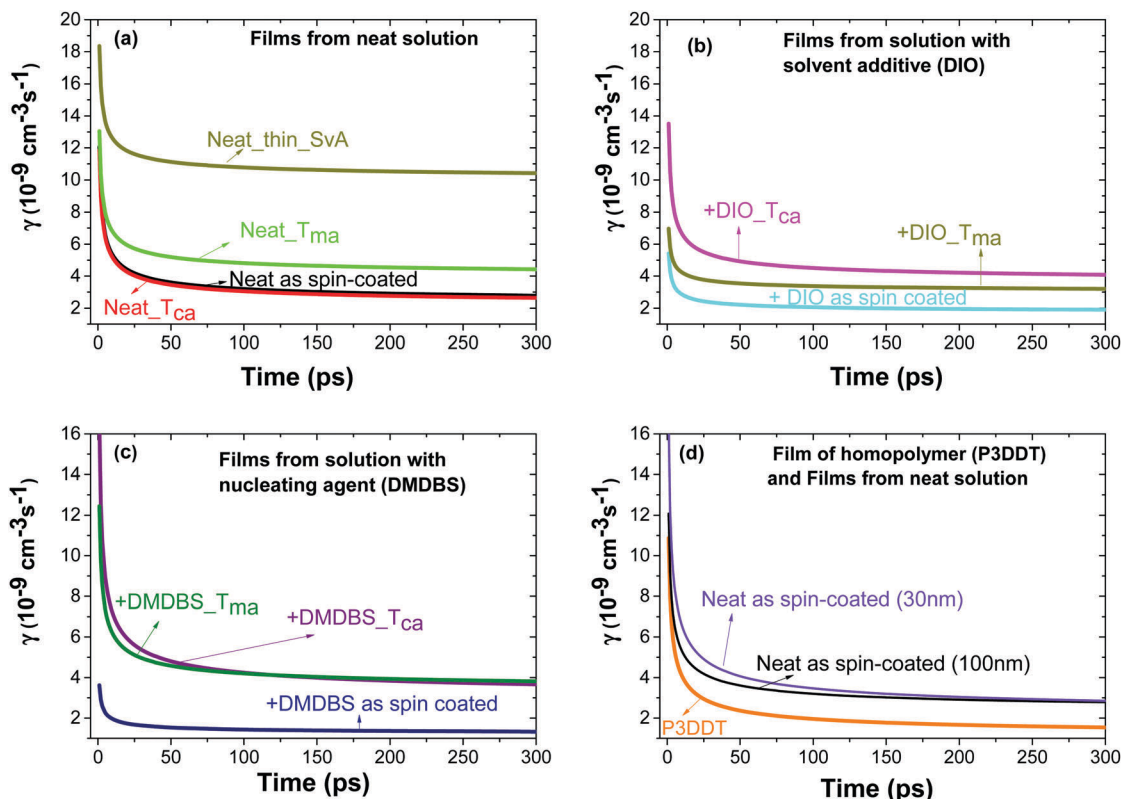 (a)
Films from neat solution
γ (10-9 cm-3s-1)
20
18
16
14
12
10
8
6
4
2
Neat_thin_SvA
Neat_Tma
Neat as spin-coated
Neat_Tca
0 50 100 150 200 250 300
Time (ps)
(b)
Films from solution with
solvent additive (DIO)
γ (10-9 cm-3s-1)
20
18
16
14
12
10
8
6
4
2
+DIO_Tca
+DIO_Tma
+ DIO as spin coated
0 50 100 150 200 250 300
Time (ps)
(c)
Films from solution with
nucleating agent (DMDBS)
γ (10-9 cm-3s-1)
16
14
12
10
8
6
4
2
+DMDBS_Tma
+DMDBS_Tca
+DMDBS as spin coated
0 50 100 150 200 250 300
Time (ps)
(d)
Film of homopolymer (P3DDT)
and Films from neat solution
γ (10-9 cm-3s-1)
16
14
12
10
8
6
4
2
Neat as spin-coated (30nm)
Neat as spin-coated (100nm)
P3DDT
0 50 100 150 200 250 300
Time (ps)